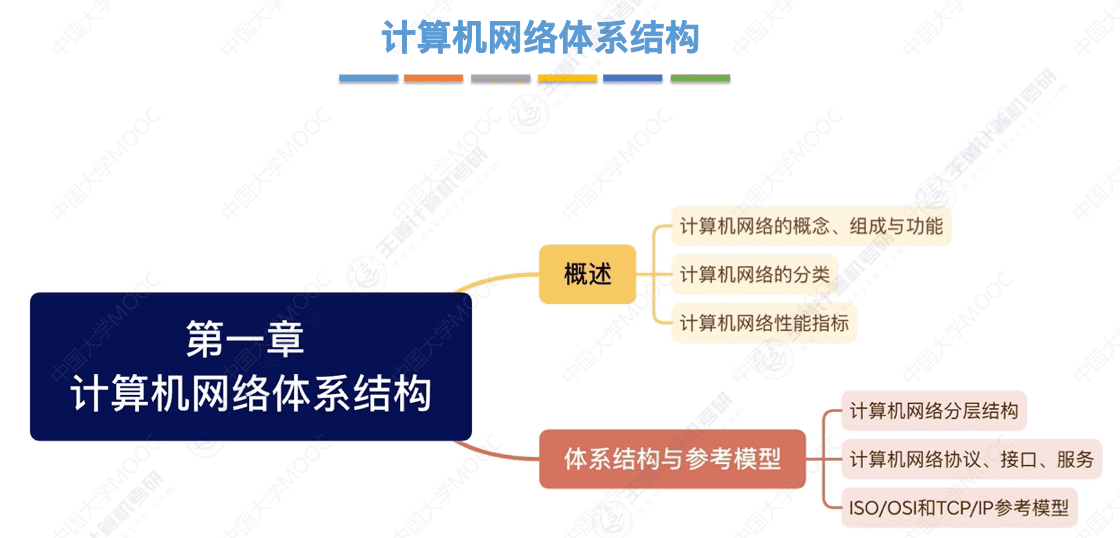 计算机网络体系结构
第一章
计算机网络体系结构
概述
计算机网络的概念、组成与功能
计算机网络的分类
计算机网络性能指标
体系结构与参考模型
计算机网络分层结构
计算机网络协议、接口、服务
ISO/OSI和TCP/IP参考模型
中国大学MOOC
王道计算机考研